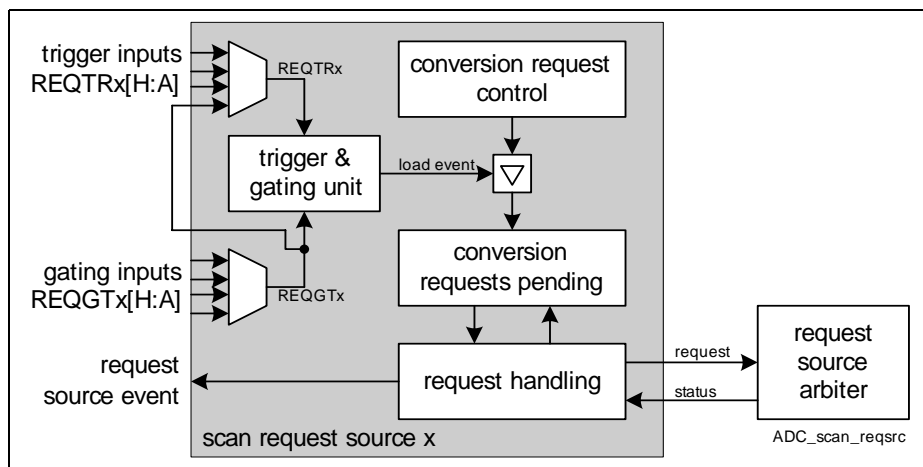 trigger inputs
REQTRx[H:A]
REQTRx
conversion request
control
trigger &
gating unit
load event
gating inputs
REQGTx[H:A]
REQGTx
conversion
requests pending
request
source event
request handling
request
status
request
source
arbiter
scan request source x
ADC_scan_reqsrc